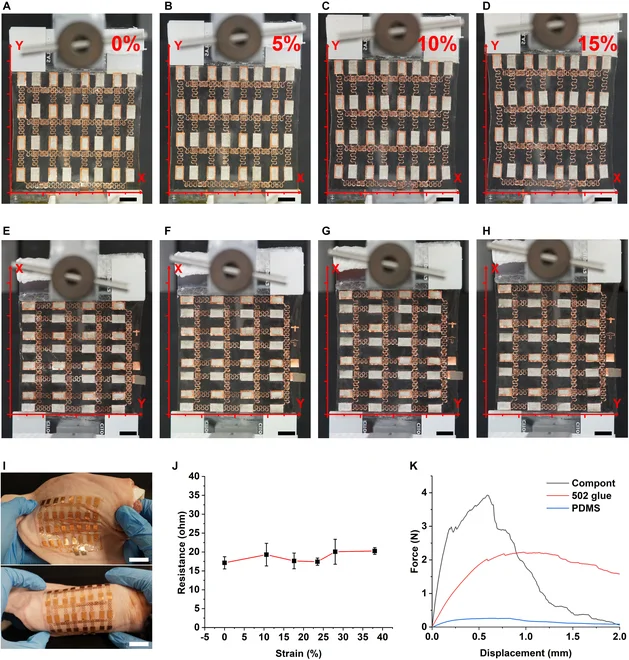 A B C D
Y 0% Y 5% Y 10% Y 15%
X X X X
E F G H
X X X X
Y Y Y Y
I J K
40
35
30
25
20
15
10
5
0
Resistance (ohm)
-5 0 5 10 15 20 25 30 35 40
Strain (%)
Compont
502 glue
PDMS
4
3
2
1
0
Force (N)
0.0 0.5 1.0 1.5 2.0
Displacement (mm)